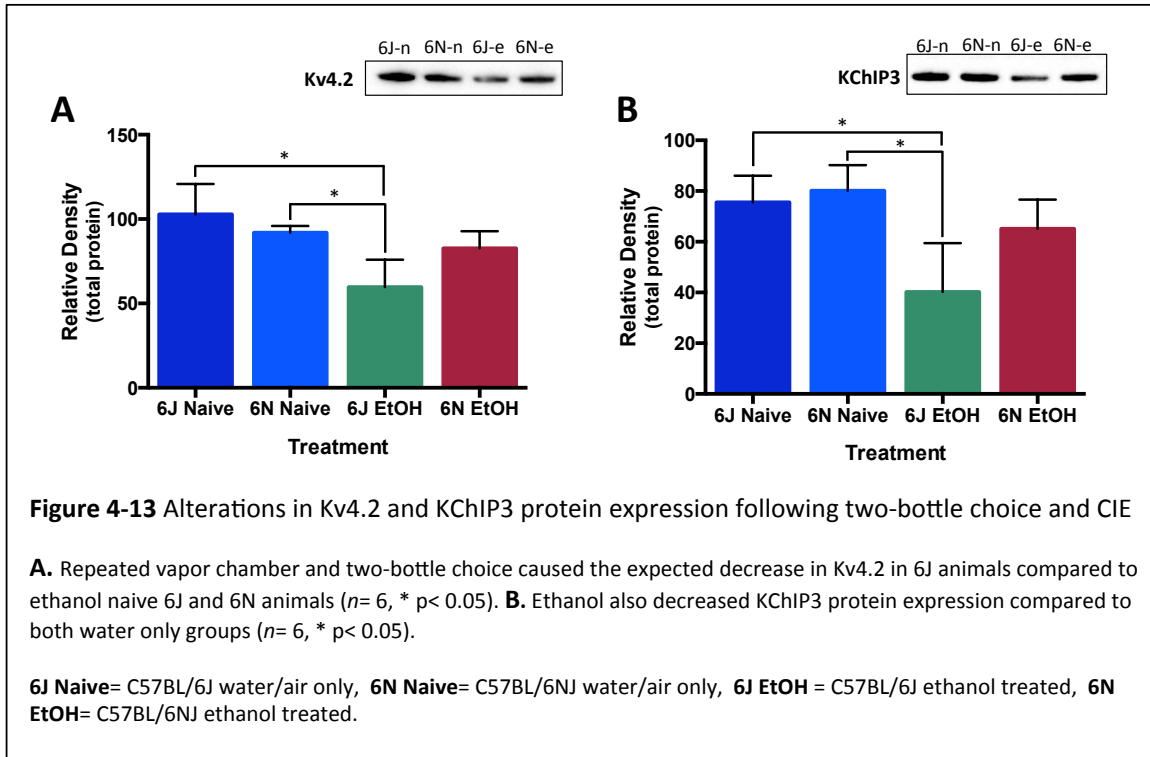 6J-n 6N-n 6J-e 6N-e
Kv4.2
A
150
100
50
0
Relative Density
(total protein)
*
*
6J Naive 6N Naive 6J EtOH 6N EtOH
Treatment
6J-n 6N-n 6J-e 6N-e
KChIP3
B
100
80
60
40
20
0
Relative Density
(total protein)
*
*
6J Naive 6N Naive 6J EtOH 6N EtOH
Treatment
Figure 4-13 Alterations in Kv4.2 and KChIP3 protein expression following two-bottle choice and CIE
A. Repeated vapor chamber and two-bottle choice caused the expected decrease in Kv4.2 in 6J animals compared to
ethanol naive 6J and 6N animals (n= 6, * p< 0.05). B. Ethanol also decreased KChIP3 protein expression compared to
both water only groups (n= 6, * p< 0.05).
6J Naive= C57BL/6J water/air only, 6N Naive= C57BL/6NJ water/air only, 6J EtOH = C57BL/6J ethanol treated, 6N
EtOH= C57BL/6NJ ethanol treated.